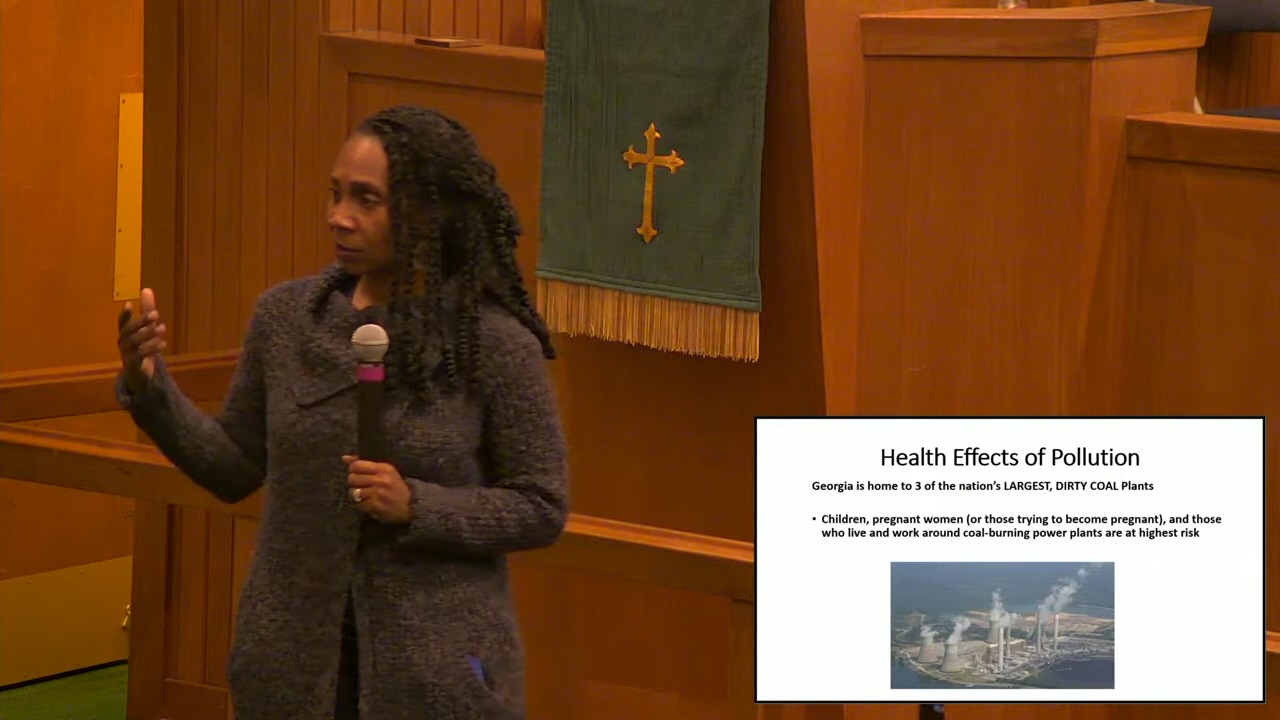 Health Effects of Pollution
Georgia is home to 3 of the nation's LARGEST, DIRTY COAL Plants
• Children, pregnant women (or those trying to become pregnant), and those
who live and work around coal-burning power plants are at highest risk